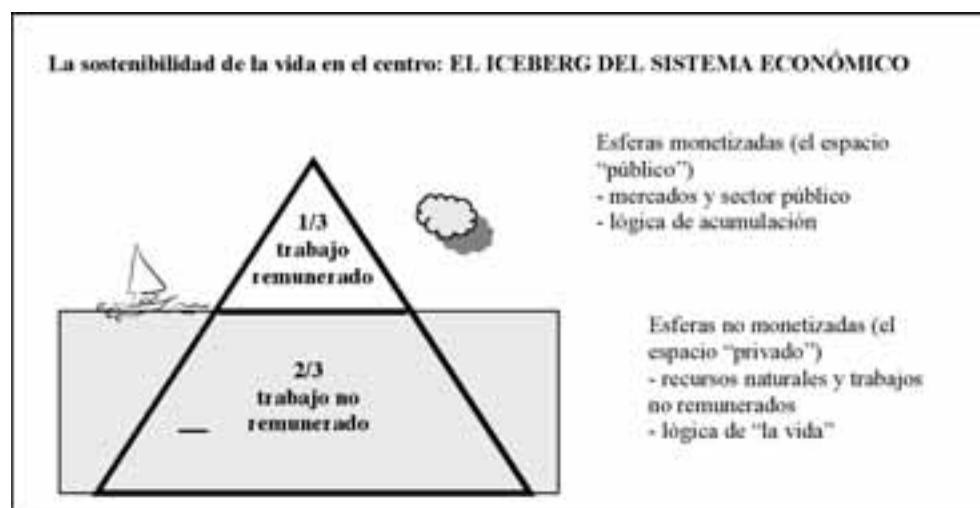 La sostenibilidad de la vida en el centro: EL ICEBERG DEL SISTEMA ECONÓMICO
Esferas monetizadas (el espacio
“público”)
- mercados y sector público
- lógica de acumulación
1/3
trabajo
remunerado
Esferas no monetizadas (el
espacio “privado”)
- recursos naturales y trabajos
no remunerados
- lógica de “la vida”
2/3
trabajo no
remunerado